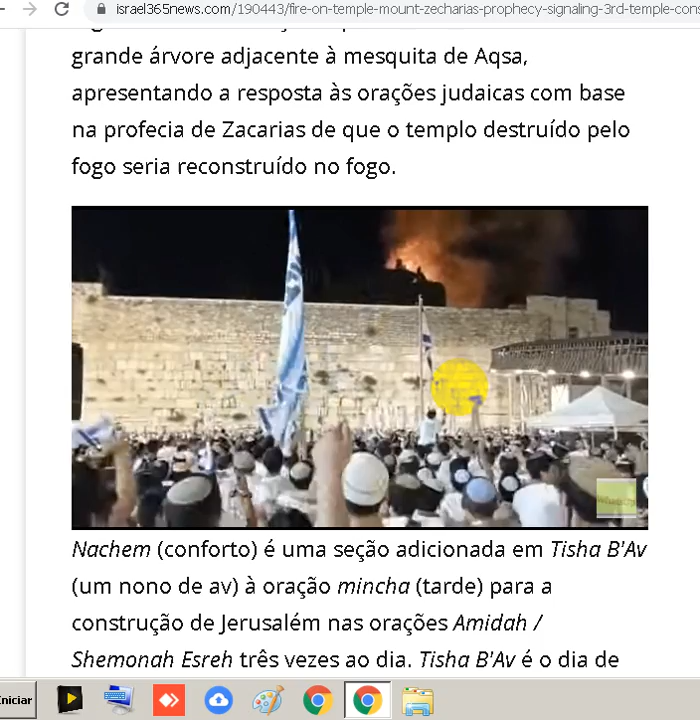 israel365news.com/190443/fire-on-temple-mount-zecharias-prophecy-signaling-3rd-temple-cons
grande árvore adjacente à mesquita de Aqsa,
apresentando a resposta às orações judaicas com base
na profecia de Zacarias de que o templo destruído pelo
fogo seria reconstruído no fogo.
Nachem (conforto) é uma seção adicionada em Tisha B'Av
(um nono de av) à oração mincha (tarde) para a
construção de Jerusalém nas orações Amidah /
Shemonah Esreh três vezes ao dia. Tisha B'Av é o dia de
niciar